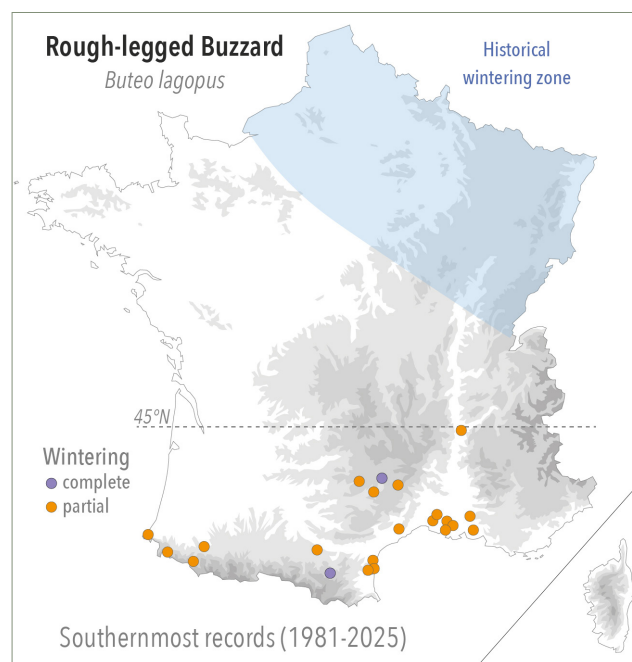 Rough-legged Buzzard
Buteo lagopus
Historical
wintering zone
45°N
Wintering
complete
partial
Southernmost records (1981-2025)